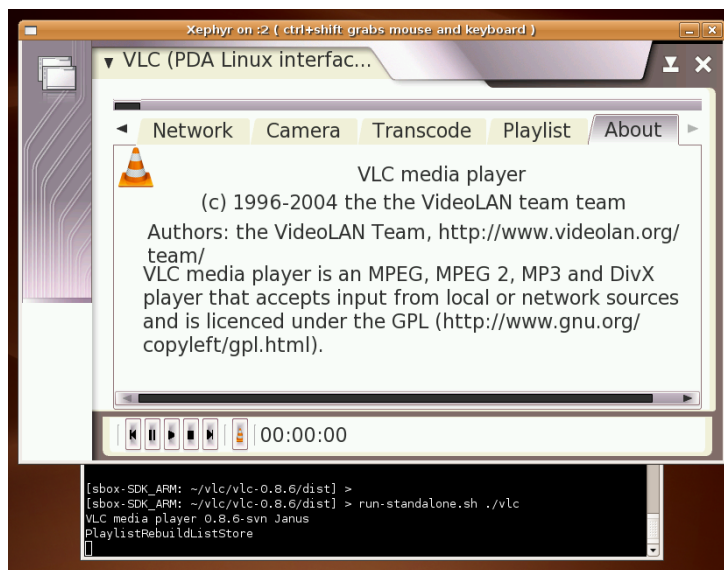 Xephyr on :2 ( ctrl+shift grabs mouse and keyboard )
VLC (PDA Linux interfac...
Network Camera Transcode Playlist About
VLC media player
(c) 1996-2004 the the VideoLAN team team
Authors: the VideoLAN Team, http://www.videolan.org/
team/
VLC media player is an MPEG, MPEG 2, MP3 and DivX
player that accepts input from local or network sources
and is licenced under the GPL (http://www.gnu.org/
copyleft/gpl.html).
00:00:00
[sbox-SDK_ARM: ~/vlc/vlc-0.8.6/dist] >
[sbox-SDK_ARM: ~/vlc/vlc-0.8.6/dist] > run-standalone.sh ./vlc
VLC media player 0.8.6-svn Janus
PlaylistRebuildListStore